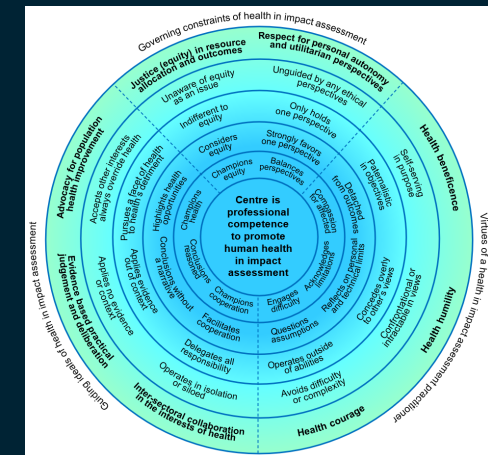 Governing constraints of health in impact assessment
Justice (equity) in resource
allocation and outcomes
Respect for personal autonomy
and utilitarian perspectives
Unaware of equity
as an issue
Unguided by any ethical
perspectives
Indifferent to
equity
Only holds
one perspective
Considers
equity
Strongly favors
one perspective
Champions
equity
Balances
perspectives
Advocacy for population
health improvement
Accepts other interests
always override health
Pursues a facet of health
to health's detriment
Highlights health
opportunities
Champions
health
Health beneficence
Self-serving
in purpose
Paternalistic
in objectives
Detached
from outcomes
Compassion
for affected
Centre is
professional
competence
to promote
human health
in impact
assessment
Guiding ideals of health in impact assessment
Virtues of a health in impact assessment practitioner
Evidence based practical
judgement and deliberation
Applies no evidence
or context
Applies evidence
out of context
Conclusions without
a narrative
Conclusions
reasoned
Health humility
Confrontational or
intractable in views
Concedes overly
to other's views
Reflects on personal
and technical limits
Acknowledges
limitations
Champions
cooperation
Engages
difficulty
Facilitates
cooperation
Questions
assumptions
Delegates all
responsibility
Operates outside
of abilities
Operates in isolation
or siloed
Avoids difficulty
or complexity
Inter-sectoral collaboration
in the interests of health
Health courage